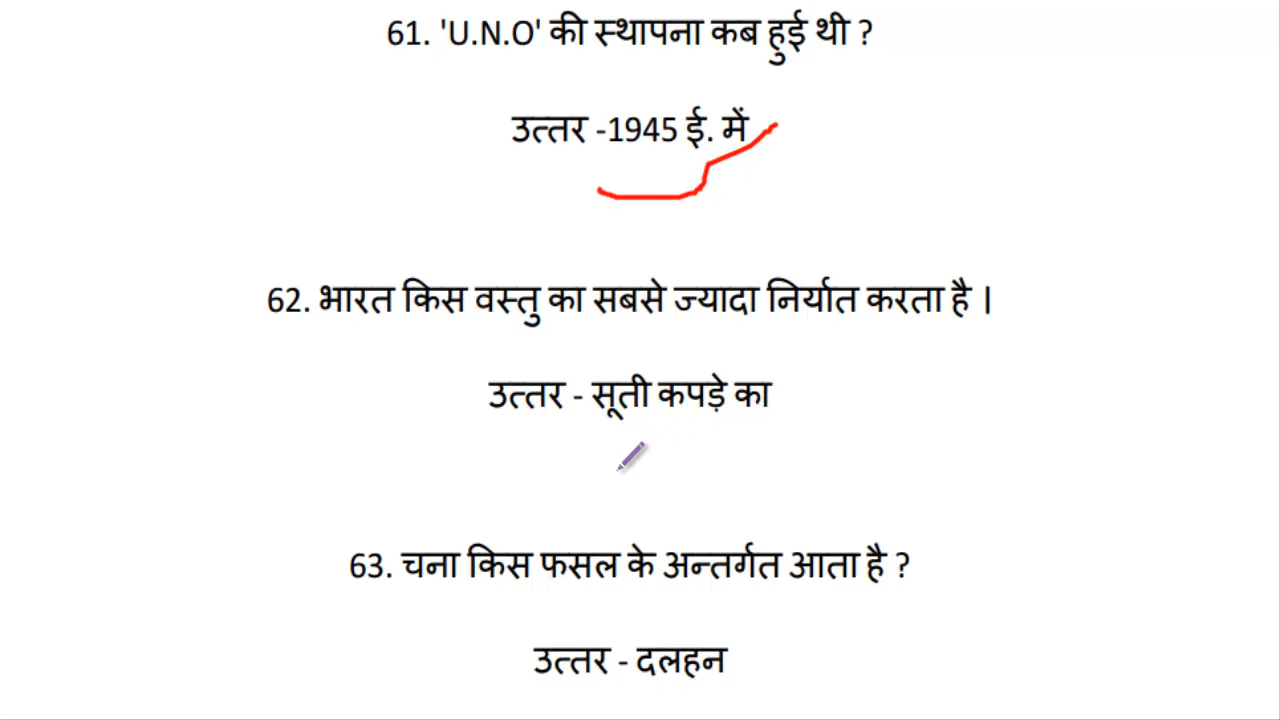 61. 'U.N.O' की स्थापना कब हुई थी ?
उत्तर -1945 ई. में
62. भारत किस वस्तु का सबसे ज्यादा निर्यात करता है ।
उत्तर - सूती कपड़े का
63. चना किस फसल के अन्तर्गत आता है ?
उत्तर - दलहन